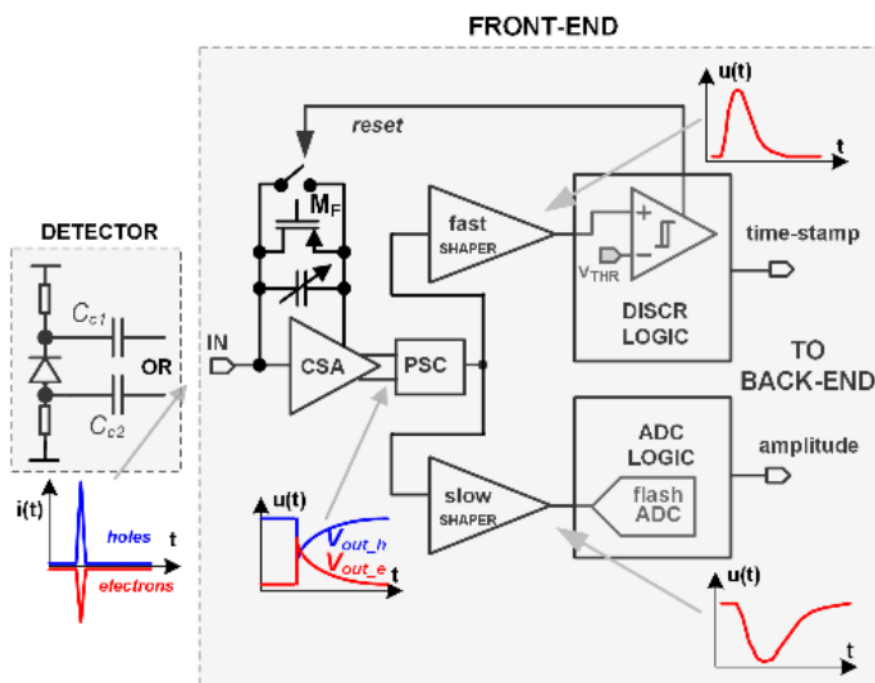 FRONT-END
u(t)
t
reset
M_F
DETECTOR
fast
SHAPER
+
−
V_THR
DISCR
LOGIC
time-stamp
C_c1
OR
C_c2
IN
CSA
PSC
TO
BACK-END
ADC
LOGIC
flash
ADC
amplitude
slow
SHAPER
i(t)
holes
t
electrons
u(t)
V_out_h
V_out_e
t
u(t)
t